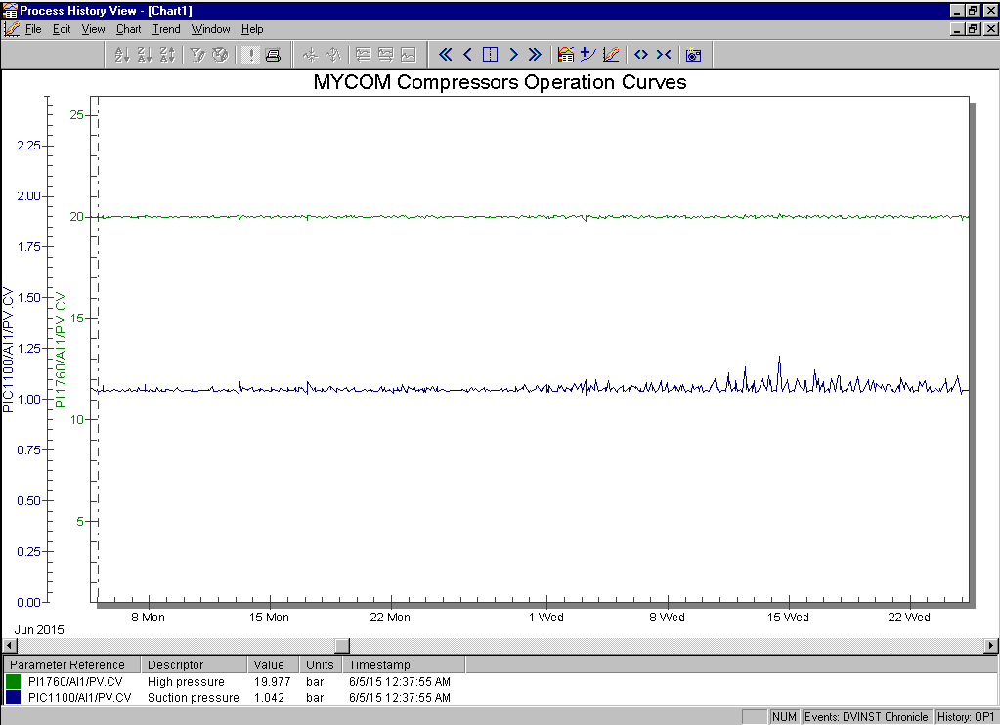 Process History View - [Chart1]
File Edit View Chart Trend Window Help
MYCOM Compressors Operation Curves
PIC1100/AI1/PV.CV
2.25
2.00
1.75
1.50
1.25
1.00
0.75
0.50
0.25
0.00
PI1760/AI1/PV.CV
25
20
15
10
5
8 Mon 15 Mon 22 Mon 1 Wed 8 Wed 15 Wed 22 Wed
Jun 2015
Parameter Reference Descriptor Value Units Timestamp
PI1760/AI1/PV.CV High pressure 19.977 bar 6/5/15 12:37:55 AM
PIC1100/AI1/PV.CV Suction pressure 1.042 bar 6/5/15 12:37:55 AM
NUM Events: DVINST Chronicle History: OP1